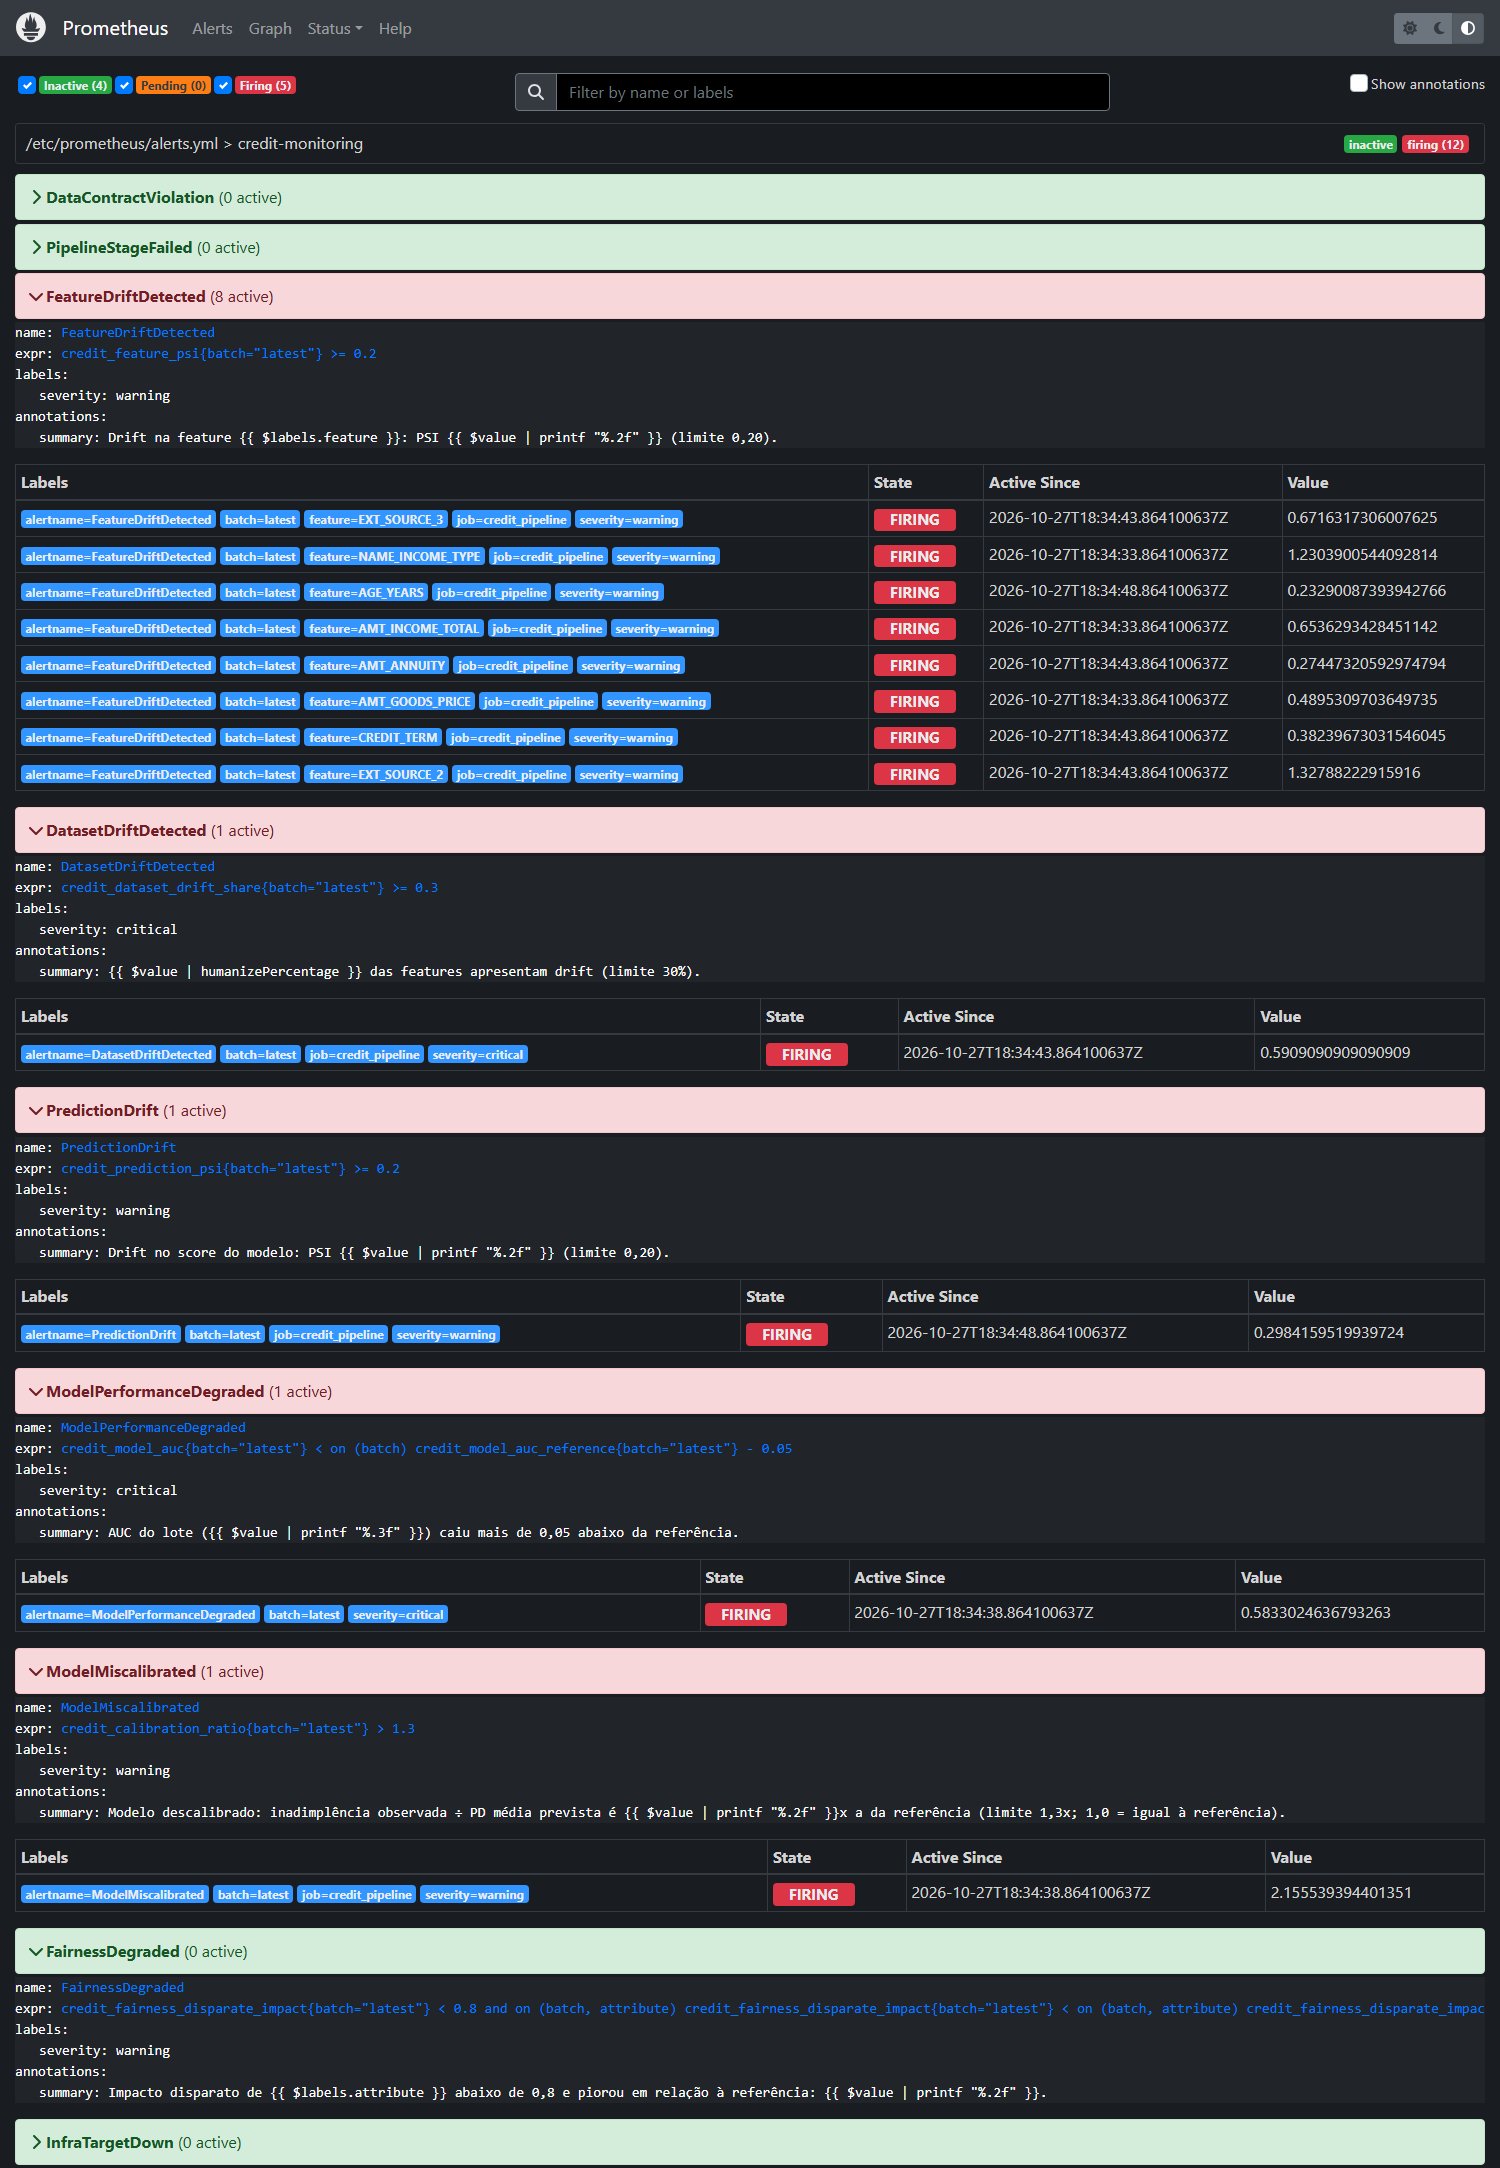 Prometheus Alerts Graph Status Help
Inactive (4) Pending (0) Firing (5) Filter by name or labels Show annotations
/etc/prometheus/alerts.yml > credit-monitoring inactive firing (12)
DataContractViolation (0 active)
PipelineStageFailed (0 active)
FeatureDriftDetected (8 active)
name: FeatureDriftDetected
expr: credit_feature_psi{batch="latest"} >= 0.2
labels:
severity: warning
annotations:
summary: Drift na feature {{ $labels.feature }}: PSI {{ $value | printf "%.2f" }} (limite 0,20).
Labels State Active Since Value
alertname=FeatureDriftDetected batch=latest feature=EXT_SOURCE_3 job=credit_pipeline severity=warning FIRING 2026-10-27T18:34:43.864100637Z 0.6716317306007625
alertname=FeatureDriftDetected batch=latest feature=NAME_INCOME_TYPE job=credit_pipeline severity=warning FIRING 2026-10-27T18:34:33.864100637Z 1.2303900544092814
alertname=FeatureDriftDetected batch=latest feature=AGE_YEARS job=credit_pipeline severity=warning FIRING 2026-10-27T18:34:48.864100637Z 0.23290087393942766
alertname=FeatureDriftDetected batch=latest feature=AMT_INCOME_TOTAL job=credit_pipeline severity=warning FIRING 2026-10-27T18:34:33.864100637Z 0.6536293428451142
alertname=FeatureDriftDetected batch=latest feature=AMT_ANNUITY job=credit_pipeline severity=warning FIRING 2026-10-27T18:34:43.864100637Z 0.27447320592974794
alertname=FeatureDriftDetected batch=latest feature=AMT_GOODS_PRICE job=credit_pipeline severity=warning FIRING 2026-10-27T18:34:33.864100637Z 0.4895309703649735
alertname=FeatureDriftDetected batch=latest feature=CREDIT_TERM job=credit_pipeline severity=warning FIRING 2026-10-27T18:34:43.864100637Z 0.38239673031546045
alertname=FeatureDriftDetected batch=latest feature=EXT_SOURCE_2 job=credit_pipeline severity=warning FIRING 2026-10-27T18:34:43.864100637Z 1.32788222915916
DatasetDriftDetected (1 active)
name: DatasetDriftDetected
expr: credit_dataset_drift_share{batch="latest"} >= 0.3
labels:
severity: critical
annotations:
summary: {{ $value | humanizePercentage }} das features apresentam drift (limite 30%).
Labels State Active Since Value
alertname=DatasetDriftDetected batch=latest job=credit_pipeline severity=critical FIRING 2026-10-27T18:34:43.864100637Z 0.5909090909090909
PredictionDrift (1 active)
name: PredictionDrift
expr: credit_prediction_psi{batch="latest"} >= 0.2
labels:
severity: warning
annotations:
summary: Drift no score do modelo: PSI {{ $value | printf "%.2f" }} (limite 0,20).
Labels State Active Since Value
alertname=PredictionDrift batch=latest job=credit_pipeline severity=warning FIRING 2026-10-27T18:34:48.864100637Z 0.2984159519939724
ModelPerformanceDegraded (1 active)
name: ModelPerformanceDegraded
expr: credit_model_auc{batch="latest"} < on (batch) credit_model_auc_reference{batch="latest"} - 0.05
labels:
severity: critical
annotations:
summary: AUC do lote ({{ $value | printf "%.3f" }}) caiu mais de 0,05 abaixo da referência.
Labels State Active Since Value
alertname=ModelPerformanceDegraded batch=latest severity=critical FIRING 2026-10-27T18:34:38.864100637Z 0.5833024636793263
ModelMiscalibrated (1 active)
name: ModelMiscalibrated
expr: credit_calibration_ratio{batch="latest"} > 1.3
labels:
severity: warning
annotations:
summary: Modelo descalibrado: inadimplência observada ÷ PD média prevista é {{ $value | printf "%.2f" }}x a da referência (limite 1,3x; 1,0 = igual à referência).
Labels State Active Since Value
alertname=ModelMiscalibrated batch=latest job=credit_pipeline severity=warning FIRING 2026-10-27T18:34:38.864100637Z 2.155539394401351
FairnessDegraded (0 active)
name: FairnessDegraded
expr: credit_fairness_disparate_impact{batch="latest"} < 0.8 and on (batch, attribute) credit_fairness_disparate_impact{batch="latest"} < on (batch, attribute) credit_fairness_disparate_impac
labels:
severity: warning
annotations:
summary: Impacto disparato de {{ $labels.attribute }} abaixo de 0,8 e piorou em relação à referência: {{ $value | printf "%.2f" }}.
InfraTargetDown (0 active)